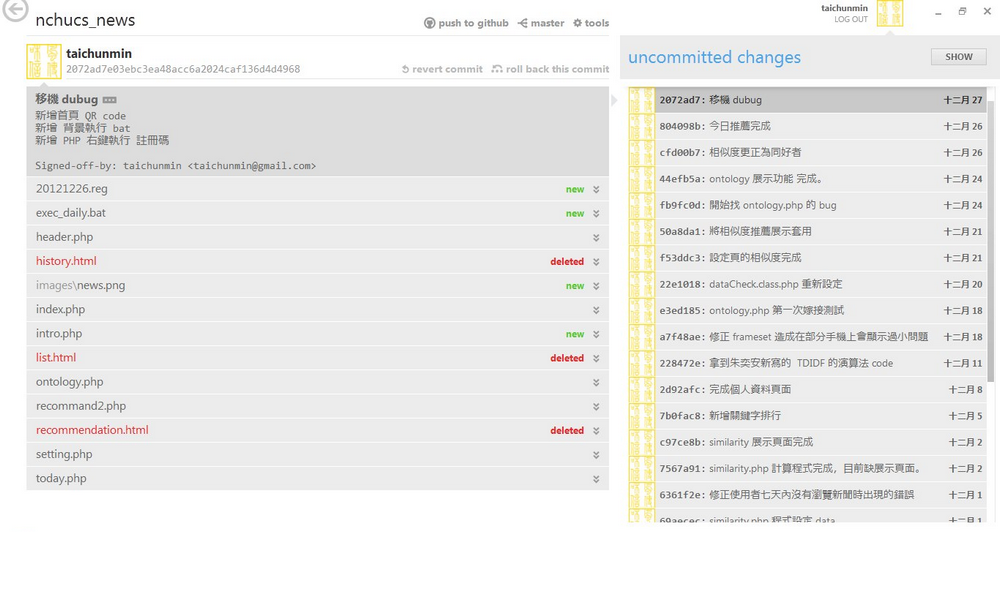 nchucs_news
push to github
master
tools
taichunmin
LOG OUT
taichunmin
2072ad7e03ebc3ea48acc6a2024caf136d4d4968
revert commit
roll back this commit
移機 dubug
新增首頁 QR code
新增 背景執行 bat
新增 PHP 右鍵執行 註冊碼
Signed-off-by: taichunmin <taichunmin@gmail.com>
20121226.reg new
exec_daily.bat new
header.php
history.html deleted
images\news.png new
index.php
intro.php new
list.html deleted
ontology.php
recommand2.php
recommendation.html deleted
setting.php
today.php
uncommitted changes
SHOW
2072ad7: 移機 dubug 十二月 27
804098b: 今日推薦完成 十二月 26
cfd00b7: 相似度更正為同好者 十二月 26
44efb5a: ontology 展示功能 完成。 十二月 24
fb9fc0d: 開始找 ontology.php 的 bug 十二月 24
50a8da1: 將相似度推薦展示套用 十二月 21
f53ddc3: 設定頁的相似度完成 十二月 21
22e1018: dataCheck.class.php 重新設定 十二月 20
e3ed185: ontology.php 第一次嫁接測試 十二月 18
a7f48ae: 修正 frameset 造成在部分手機上會顯示過小問題 十二月 18
228472e: 拿到朱奕安新寫的 TDIDF 的演算法 code 十二月 11
2d92afc: 完成個人資料頁面 十二月 8
7b0fac8: 新增關鍵字排行 十二月 5
c97ce8b: similarity 展示頁面完成 十二月 2
7567a91: similarity.php 計算程式完成，目前缺展示頁面。 十二月 2
6361f2e: 修正使用者七天內沒有瀏覽新聞時出現的錯誤 十二月 1
69aecec: similarity.php 程式設定 data 十二月 1